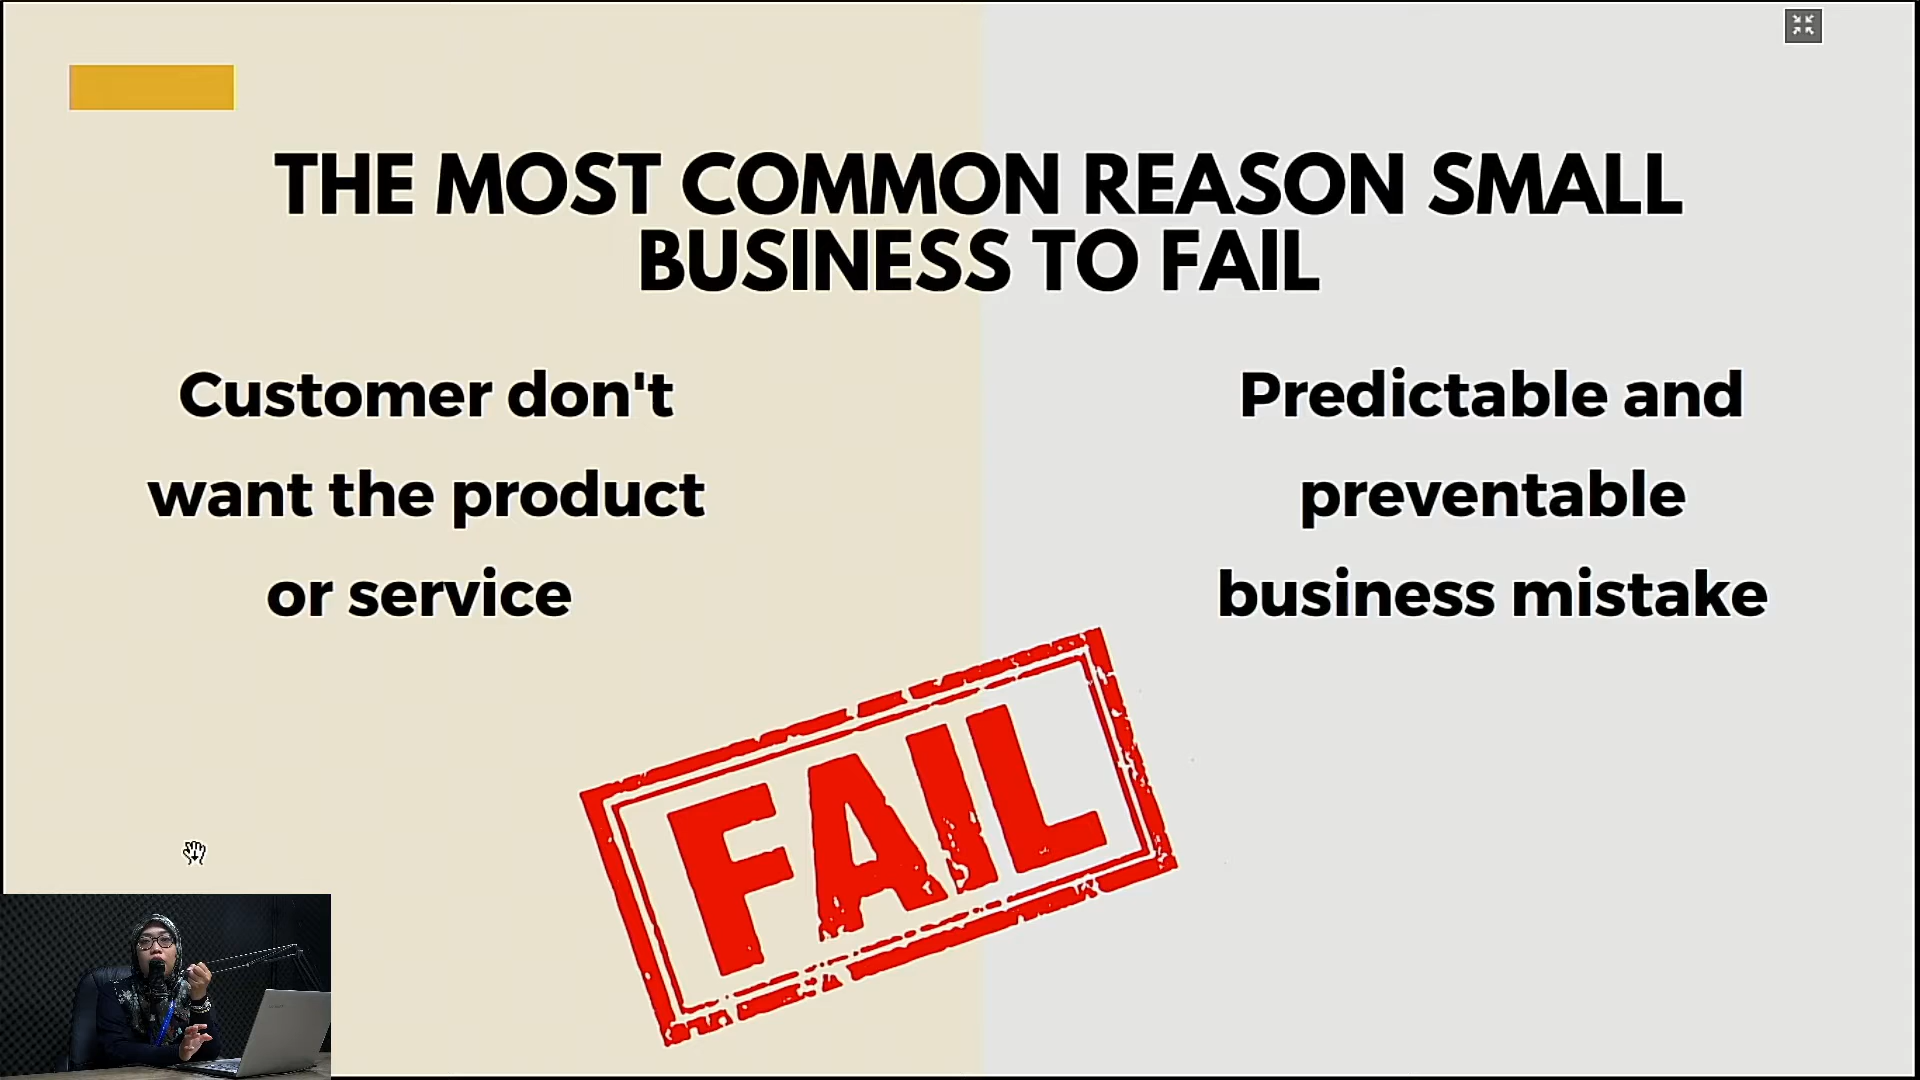 THE MOST COMMON REASON SMALL
BUSINESS TO FAIL
Customer don't
want the product
or service
Predictable and
preventable
business mistake
FAIL